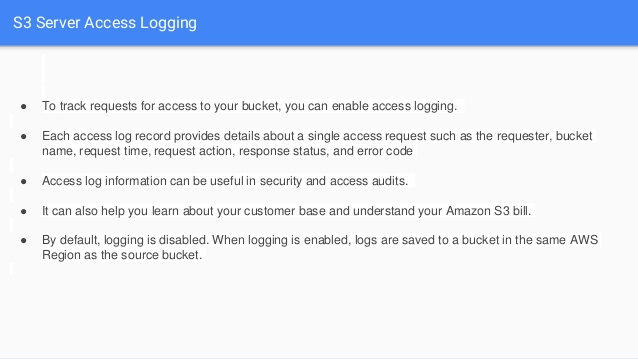 S3 Server Access Logging
● To track requests for access to your bucket, you can enable access logging.
● Each access log record provides details about a single access request such as the requester, bucket
name, request time, request action, response status, and error code
● Access log information can be useful in security and access audits.
● It can also help you learn about your customer base and understand your Amazon S3 bill.
● By default, logging is disabled. When logging is enabled, logs are saved to a bucket in the same AWS
Region as the source bucket.